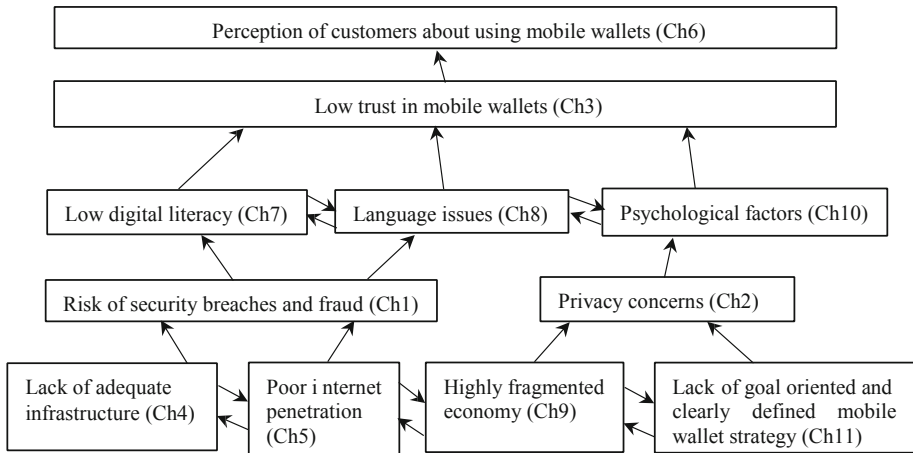 Perception of customers about using mobile wallets (Ch6)
Low trust in mobile wallets (Ch3)
Low digital literacy (Ch7)
Language issues (Ch8)
Psychological factors (Ch10)
Risk of security breaches and fraud (Ch1)
Privacy concerns (Ch2)
Lack of adequate
infrastructure (Ch4)
Poor i nternet
penetration
(Ch5)
Highly fragmented
economy (Ch9)
Lack of goal oriented and
clearly defined mobile
wallet strategy (Ch11)